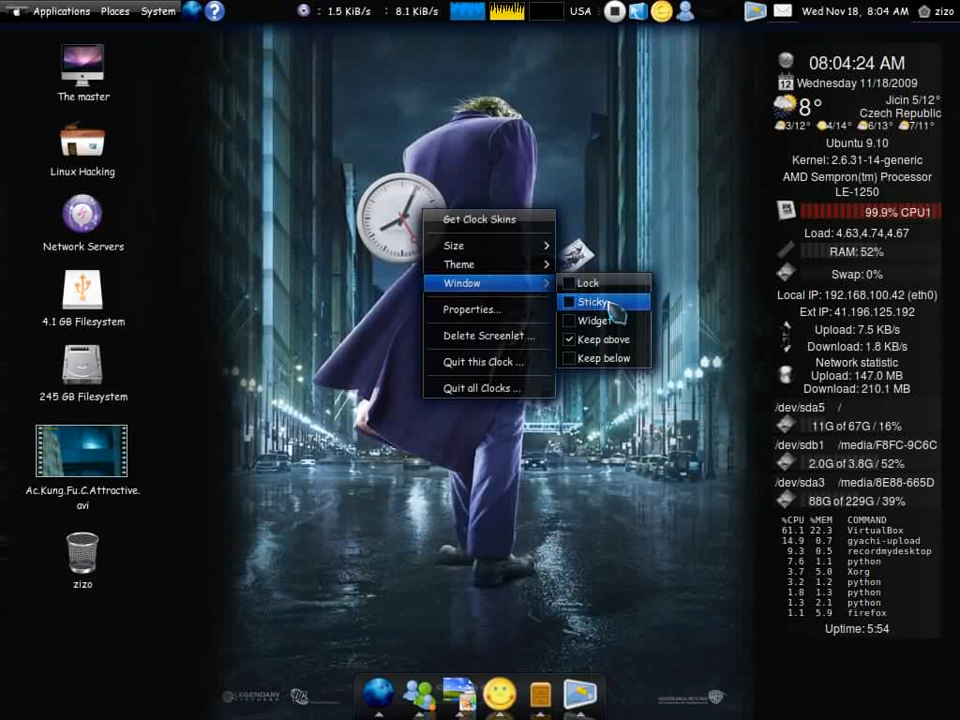 Applications Places System
: 1.5 KiB/s : 8.1 KiB/s
USA
Wed Nov 18, 8:04 AM
zizo
The master
Linux Hacking
Network Servers
4.1 GB Filesystem
245 GB Filesystem
Ac.Kung.Fu.C.Attractive.
avi
zizo
Get Clock Skins
Size
Theme
Window
Properties...
Delete Screenlet ...
Quit this Clock ...
Quit all Clocks ...
Lock
Sticky
Widget
Keep above
Keep below
08:04:24 AM
12 Wednesday 11/18/2009
8° Jicin 5/12°
Czech Republic
3/12° 4/14° 6/13° 7/11°
Ubuntu 9.10
Kernel: 2.6.31-14-generic
AMD Sempron(tm) Processor
LE-1250
99.9% CPU1
Load: 4.63,4.74,4.67
RAM: 52%
Swap: 0%
Local IP: 192.168.100.42 (eth0)
Ext IP: 41.196.125.192
Upload: 7.5 KiB/s
Download: 1.8 KiB/s
Network statistic
Upload: 147.0 MB
Download: 210.1 MB
/dev/sda5 /
11G of 67G / 16%
/dev/sdb1 /media/F8FC-9C6C
2.0G of 3.8G / 52%
/dev/sda3 /media/8E88-665D
88G of 229G / 39%
%CPU %MEM COMMAND
61.1 22.3 VirtualBox
14.9 0.7 gyachi-upload
9.3 0.5 recordmydesktop
7.6 1.1 python
3.7 5.0 Xorg
3.2 1.2 python
1.8 1.3 python
1.3 2.1 python
1.1 5.9 firefox
Uptime: 5:54
LEGENDARY